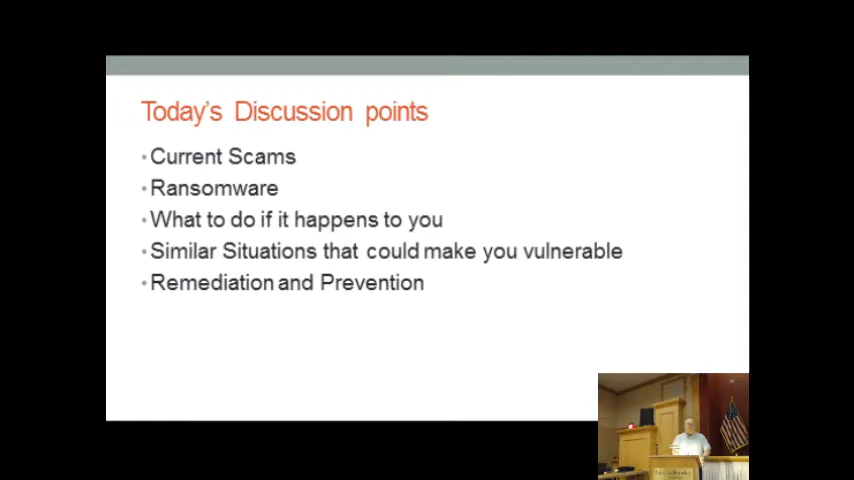 Today's Discussion points
Current Scams
Ransomware
What to do if it happens to you
Similar Situations that could make you vulnerable
Remediation and Prevention